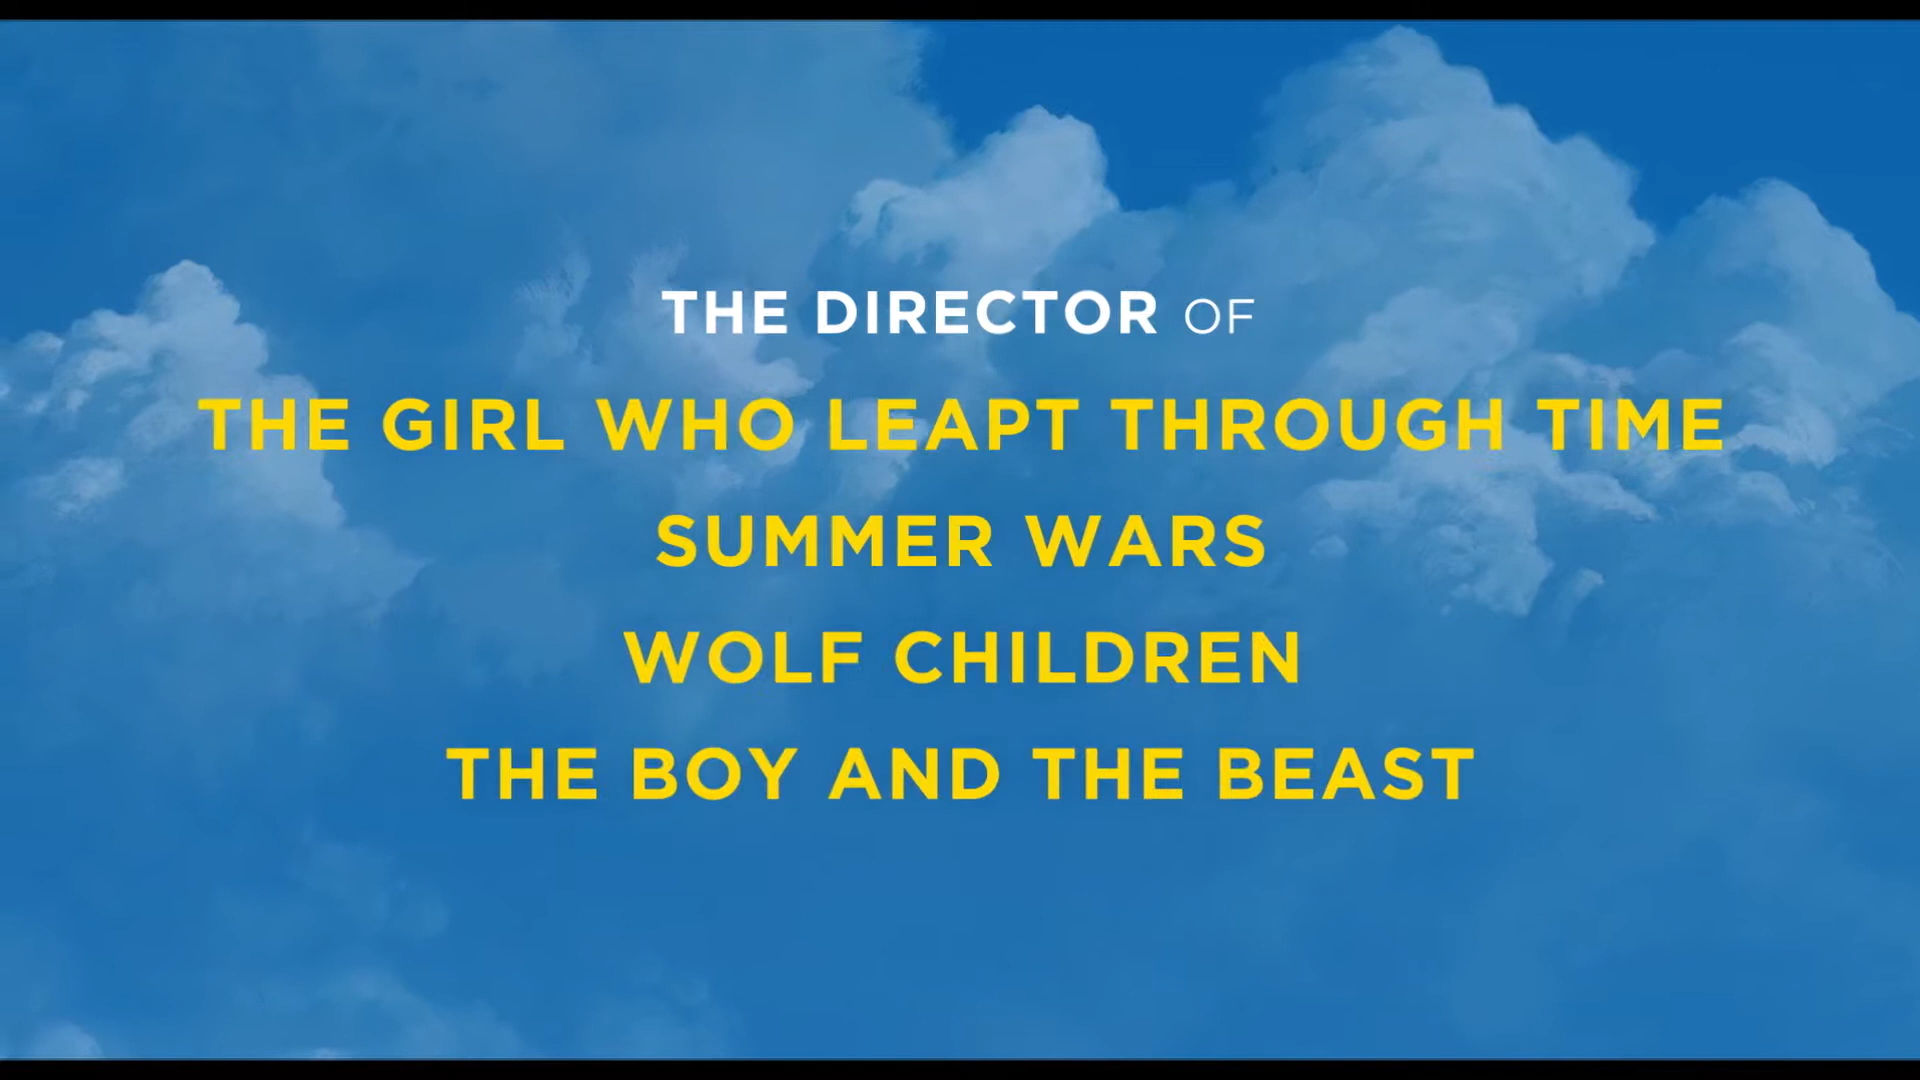 THE DIRECTOR OF
THE GIRL WHO LEAPT THROUGH TIME
SUMMER WARS
WOLF CHILDREN
THE BOY AND THE BEAST